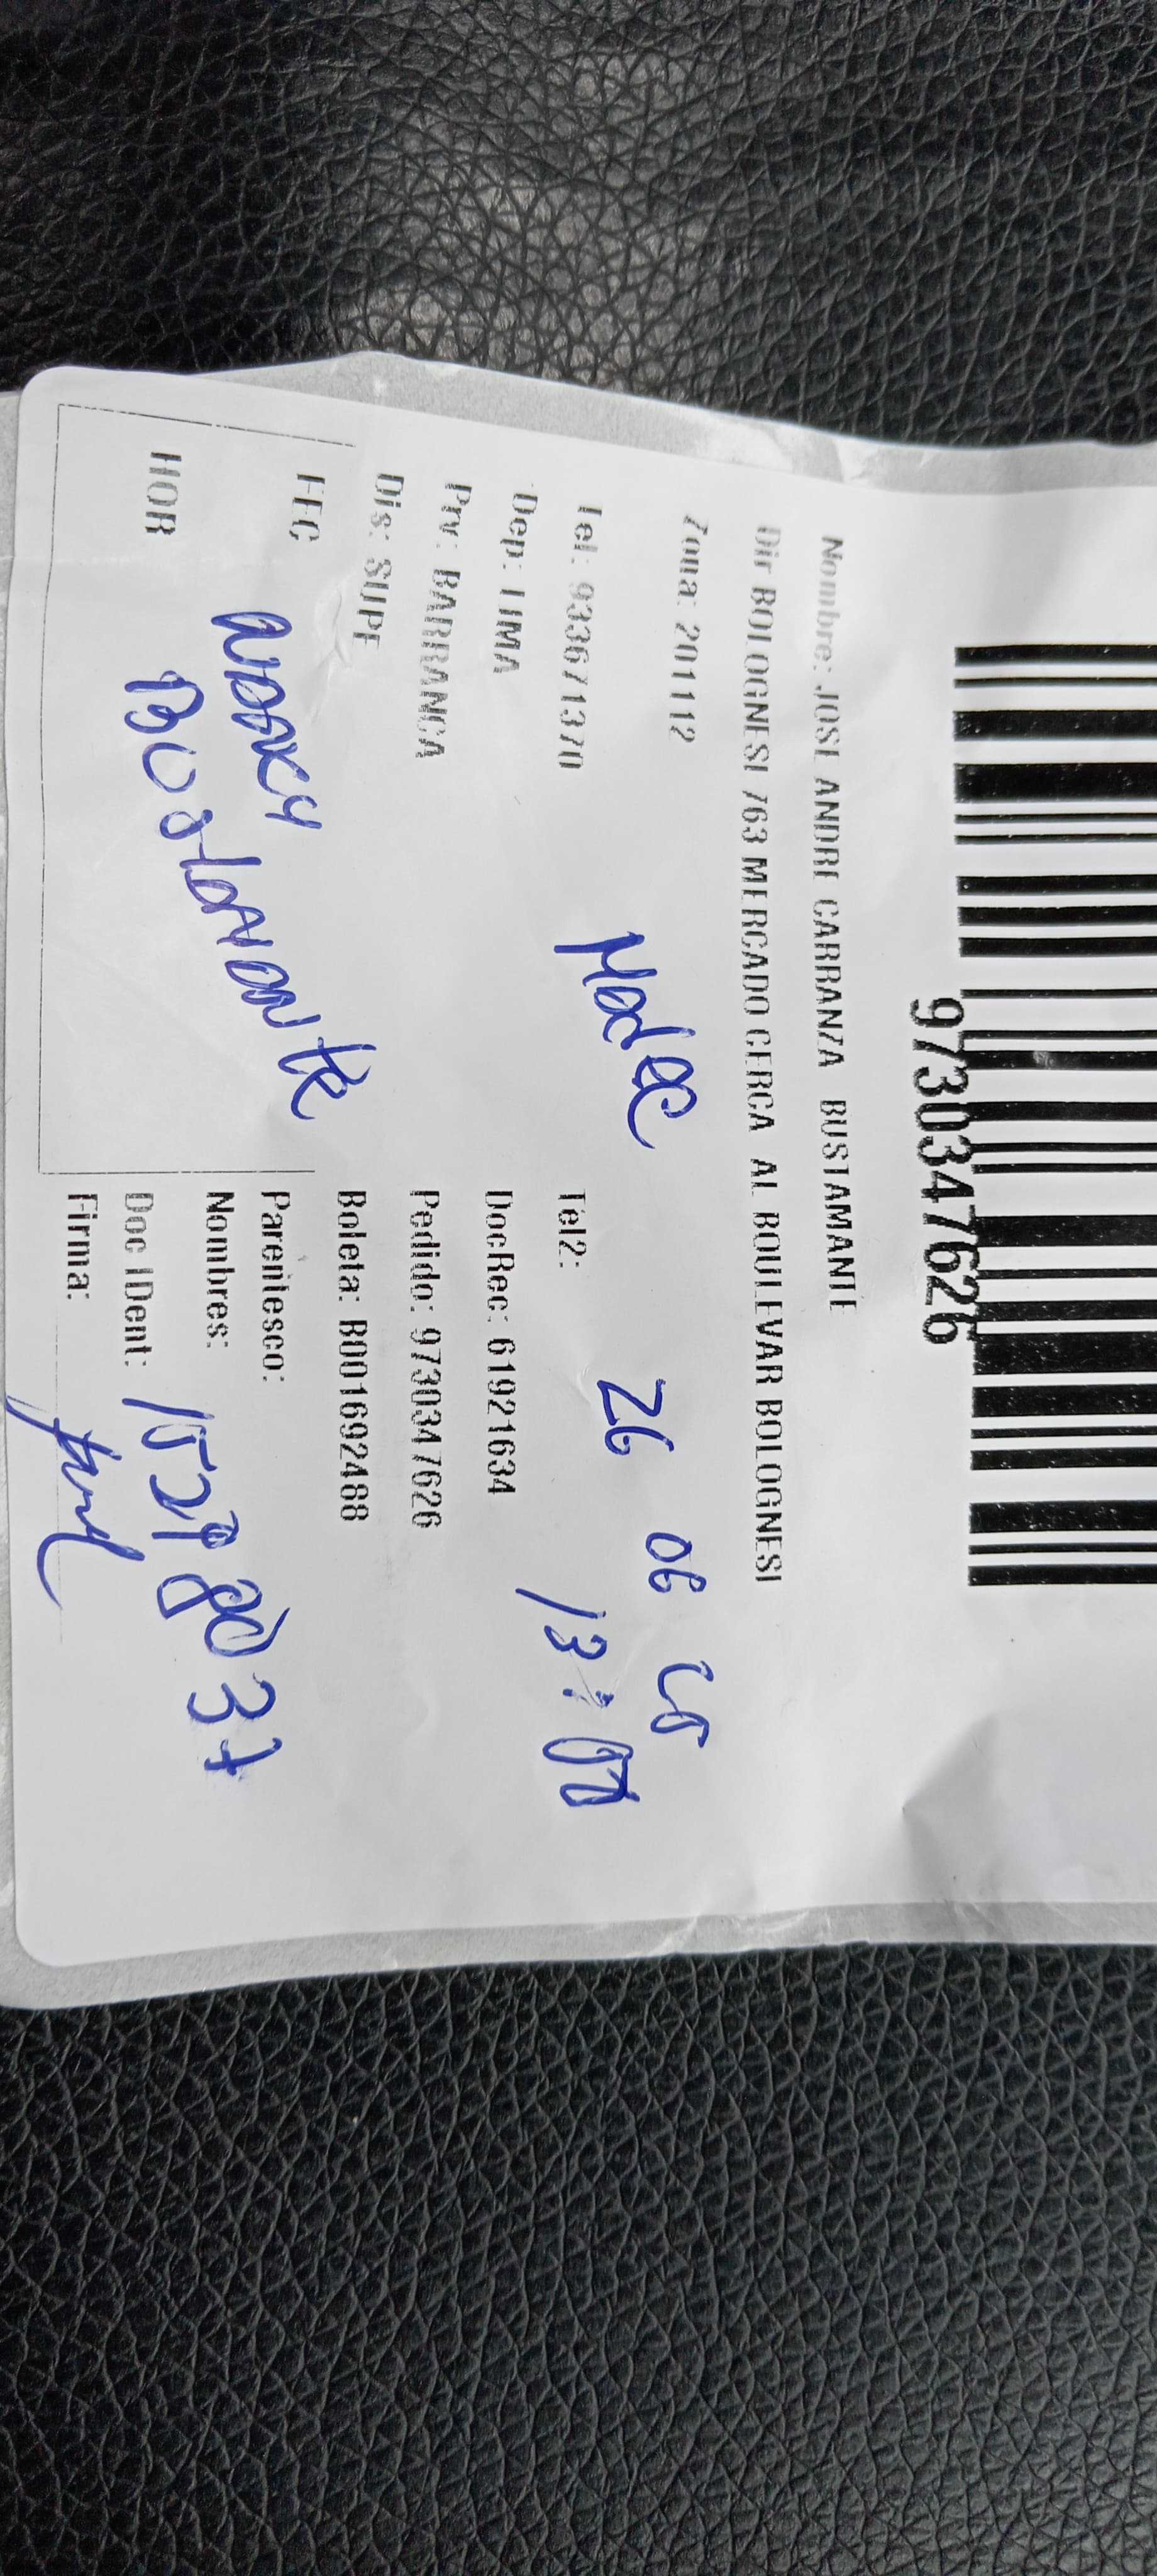 9730347626
Nombre: JOSE ANDRE CARRANZA BUSTAMANTE
Dir BOLOGNESI 763 MERCADO CERCA AL BOULEVAR BOLOGNESI
Zona: 201112
26 06 25
Tel: 933671370
Madre
Tel2:
13:
Dep: LIMA
DocRec: 61921634
Prv: BARRANCA
Pedido: 9730347626
Dis: SUPE
Boleta: B001692488
FEC
Parentesco:
Nombres:
HOR
Bustamante
Doc IDent:
Firma: